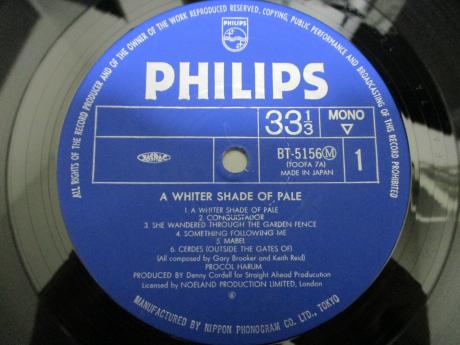 ALL RIGHTS OF THE RECORD PRODUCER AND OF THE OWNER OF THE WORK REPRODUCED RESERVED, COPYING, PUBLIC PERFORMANCE AND BROADCASTING OF THIS RECORD PROHIBITED
PHILIPS
PHILIPS
33 1/3
MONO
BT-5156 Ⓜ
(TOOFA 7A)
MADE IN JAPAN
1
A WHITER SHADE OF PALE
1. A WHITER SHADE OF PALE
2. CONQUISTADOR
3. SHE WANDERED THROUGH THE GARDEN FENCE
4. SOMETHING FOLLOWING ME
5. MABEL
6. CERDES (OUTSIDE THE GATES OF)
(All composed by Gary Brooker and Keith Reid)
PROCOL HARUM
PRODUCED BY Denny Cordell for Straight Ahead Producution
Licensed by NOELAND PRODUCTION LIMITED, London
MANUFACTURED BY NIPPON PHONOGRAM CO. LTD., TOKYO